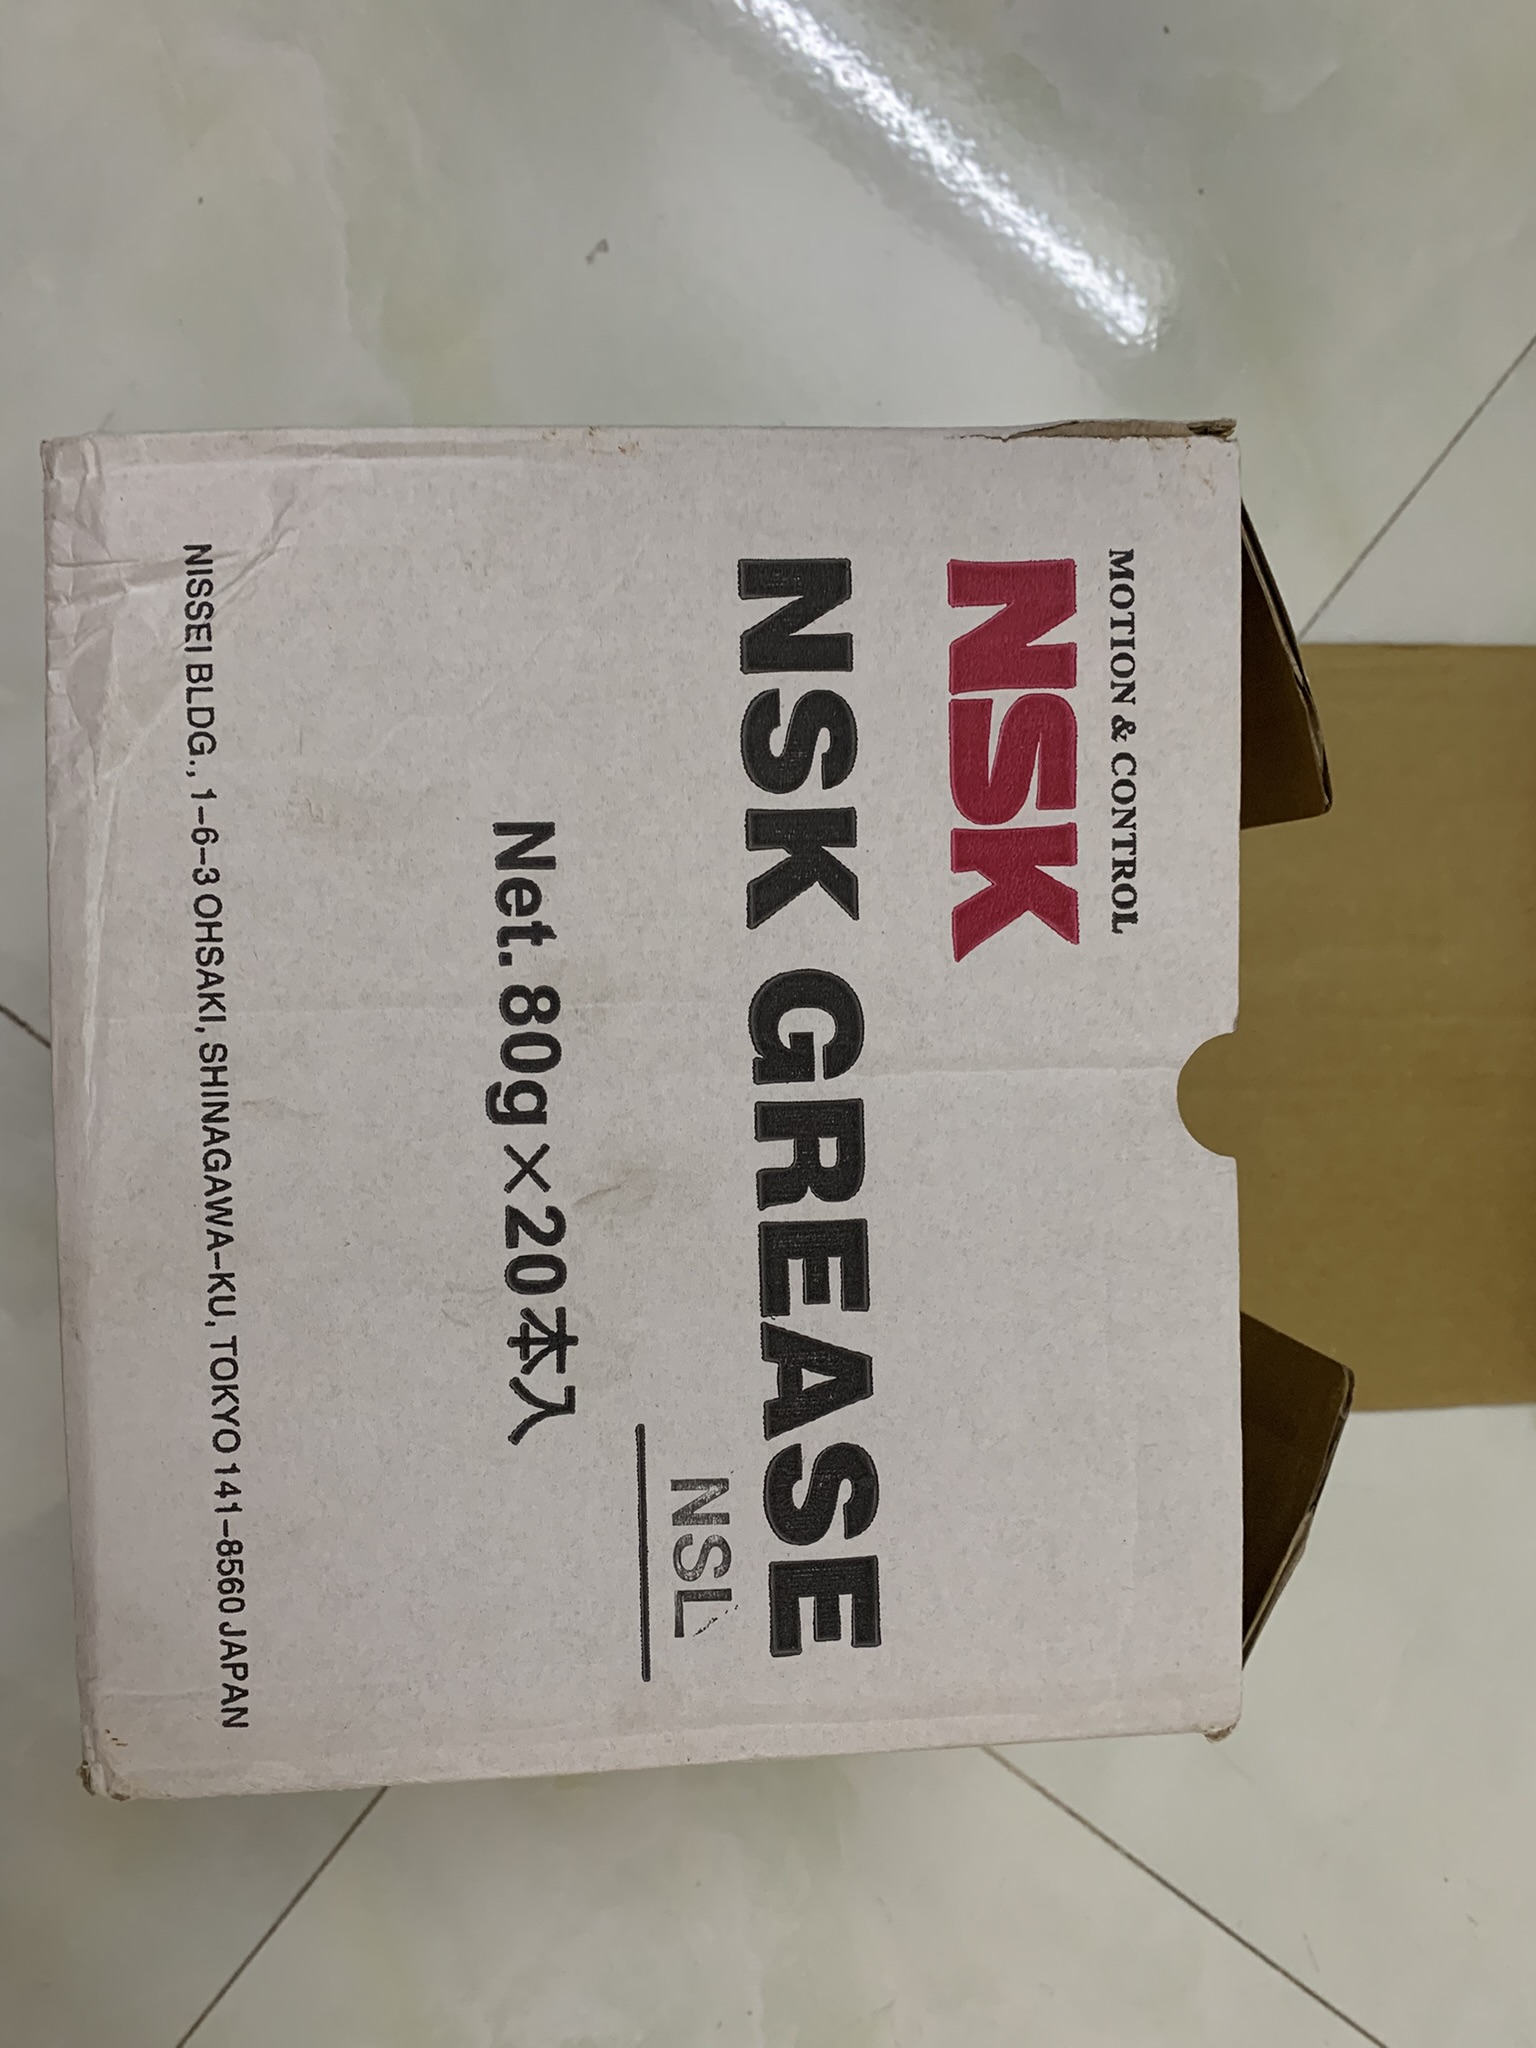 MOTION & CONTROL
NSK
NSK GREASE
NSL
Net. 80g×20本入
NISSEI BLDG., 1-6-3 OHSAKI, SHINAGAWA-KU, TOKYO 141-8560 JAPAN